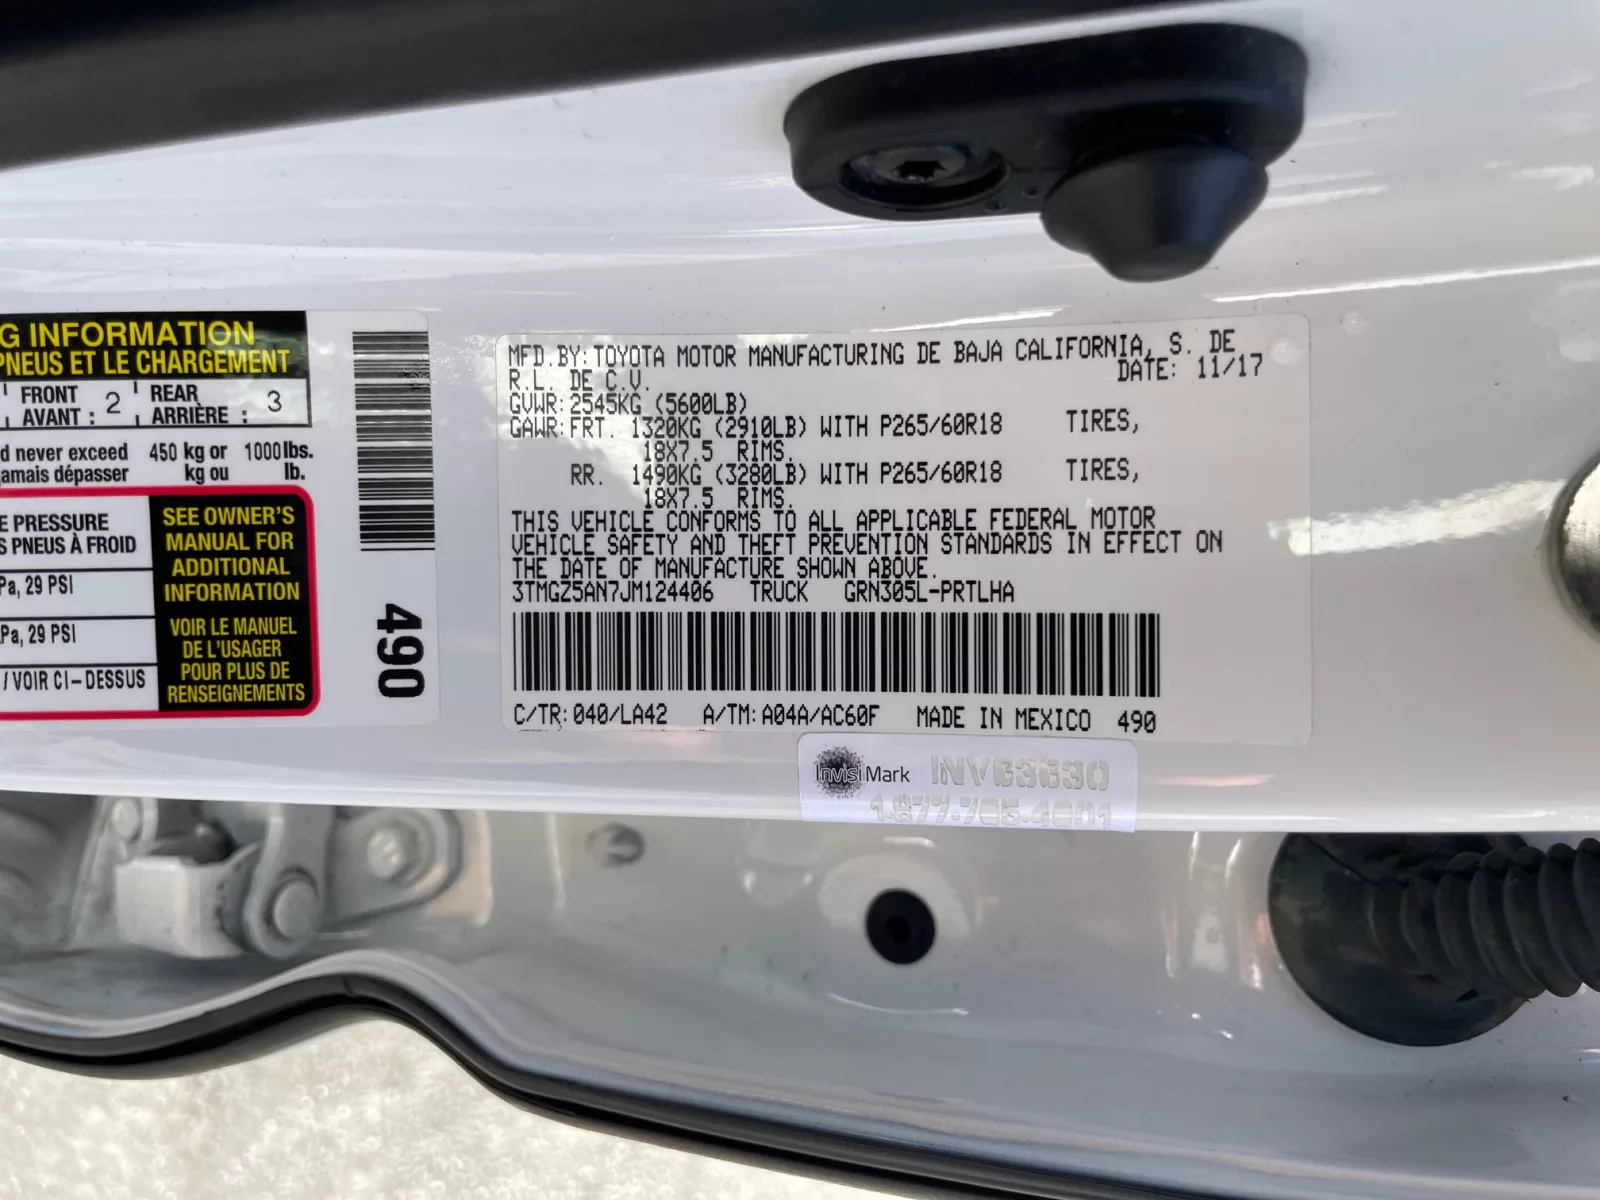 G INFORMATION
PNEUS ET LE CHARGEMENT
FRONT
AVANT : 2
REAR
ARRIÈRE : 3
d never exceed 450 kg or 1000 lbs.
amais dépasser kg ou lb.
E PRESSURE
S PNEUS À FROID
Pa, 29 PSI
Pa, 29 PSI
/ VOIR CI-DESSUS
SEE OWNER'S
MANUAL FOR
ADDITIONAL
INFORMATION
VOIR LE MANUEL
DE L'USAGER
POUR PLUS DE
RENSEIGNEMENTS
490
MFD. BY: TOYOTA MOTOR MANUFACTURING DE BAJA CALIFORNIA, S. DE
R.L. DE C.V. DATE: 11/17
GVWR: 2545KG (5600LB)
GAWR: FRT. 1320KG (2910LB) WITH P265/60R18 TIRES,
18X7.5 RIMS.
RR. 1490KG (3280LB) WITH P265/60R18 TIRES,
18X7.5 RIMS.
THIS VEHICLE CONFORMS TO ALL APPLICABLE FEDERAL MOTOR
VEHICLE SAFETY AND THEFT PREVENTION STANDARDS IN EFFECT ON
THE DATE OF MANUFACTURE SHOWN ABOVE.
3TMGZ5AN7JM124406 TRUCK GRN305L-PRTLHA
C/TR: 040/LA42 A/TM: A04A/AC60F MADE IN MEXICO 490
InvisiMark INV63630
1.877.705.4001